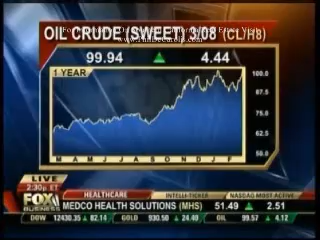 OIL CRUDE (SWEET) 3/08 (CL/H8)
99.94 4.44
1 YEAR
100.0
87.5
75.0
62.5
50.0
M A M J J A S O N D J F
LIVE
2:30p ET
HEALTHCARE INTELLI-TICKER NASDAQ MOST ACTIVE
FOX
BUSINESS
MEDCO HEALTH SOLUTIONS (MHS) 51.49 2.51
DOW 12430.35 82.14 GOLD 930.50 24.49 OIL 99.57 4.12